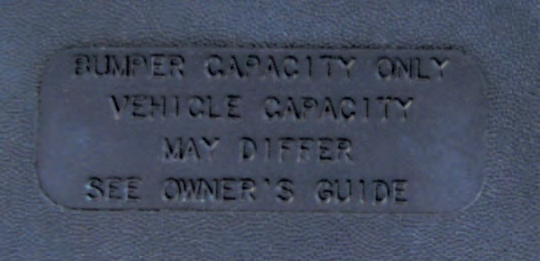 BUMPER CAPACITY ONLY
VEHICLE CAPACITY
MAY DIFFER
SEE OWNER'S GUIDE